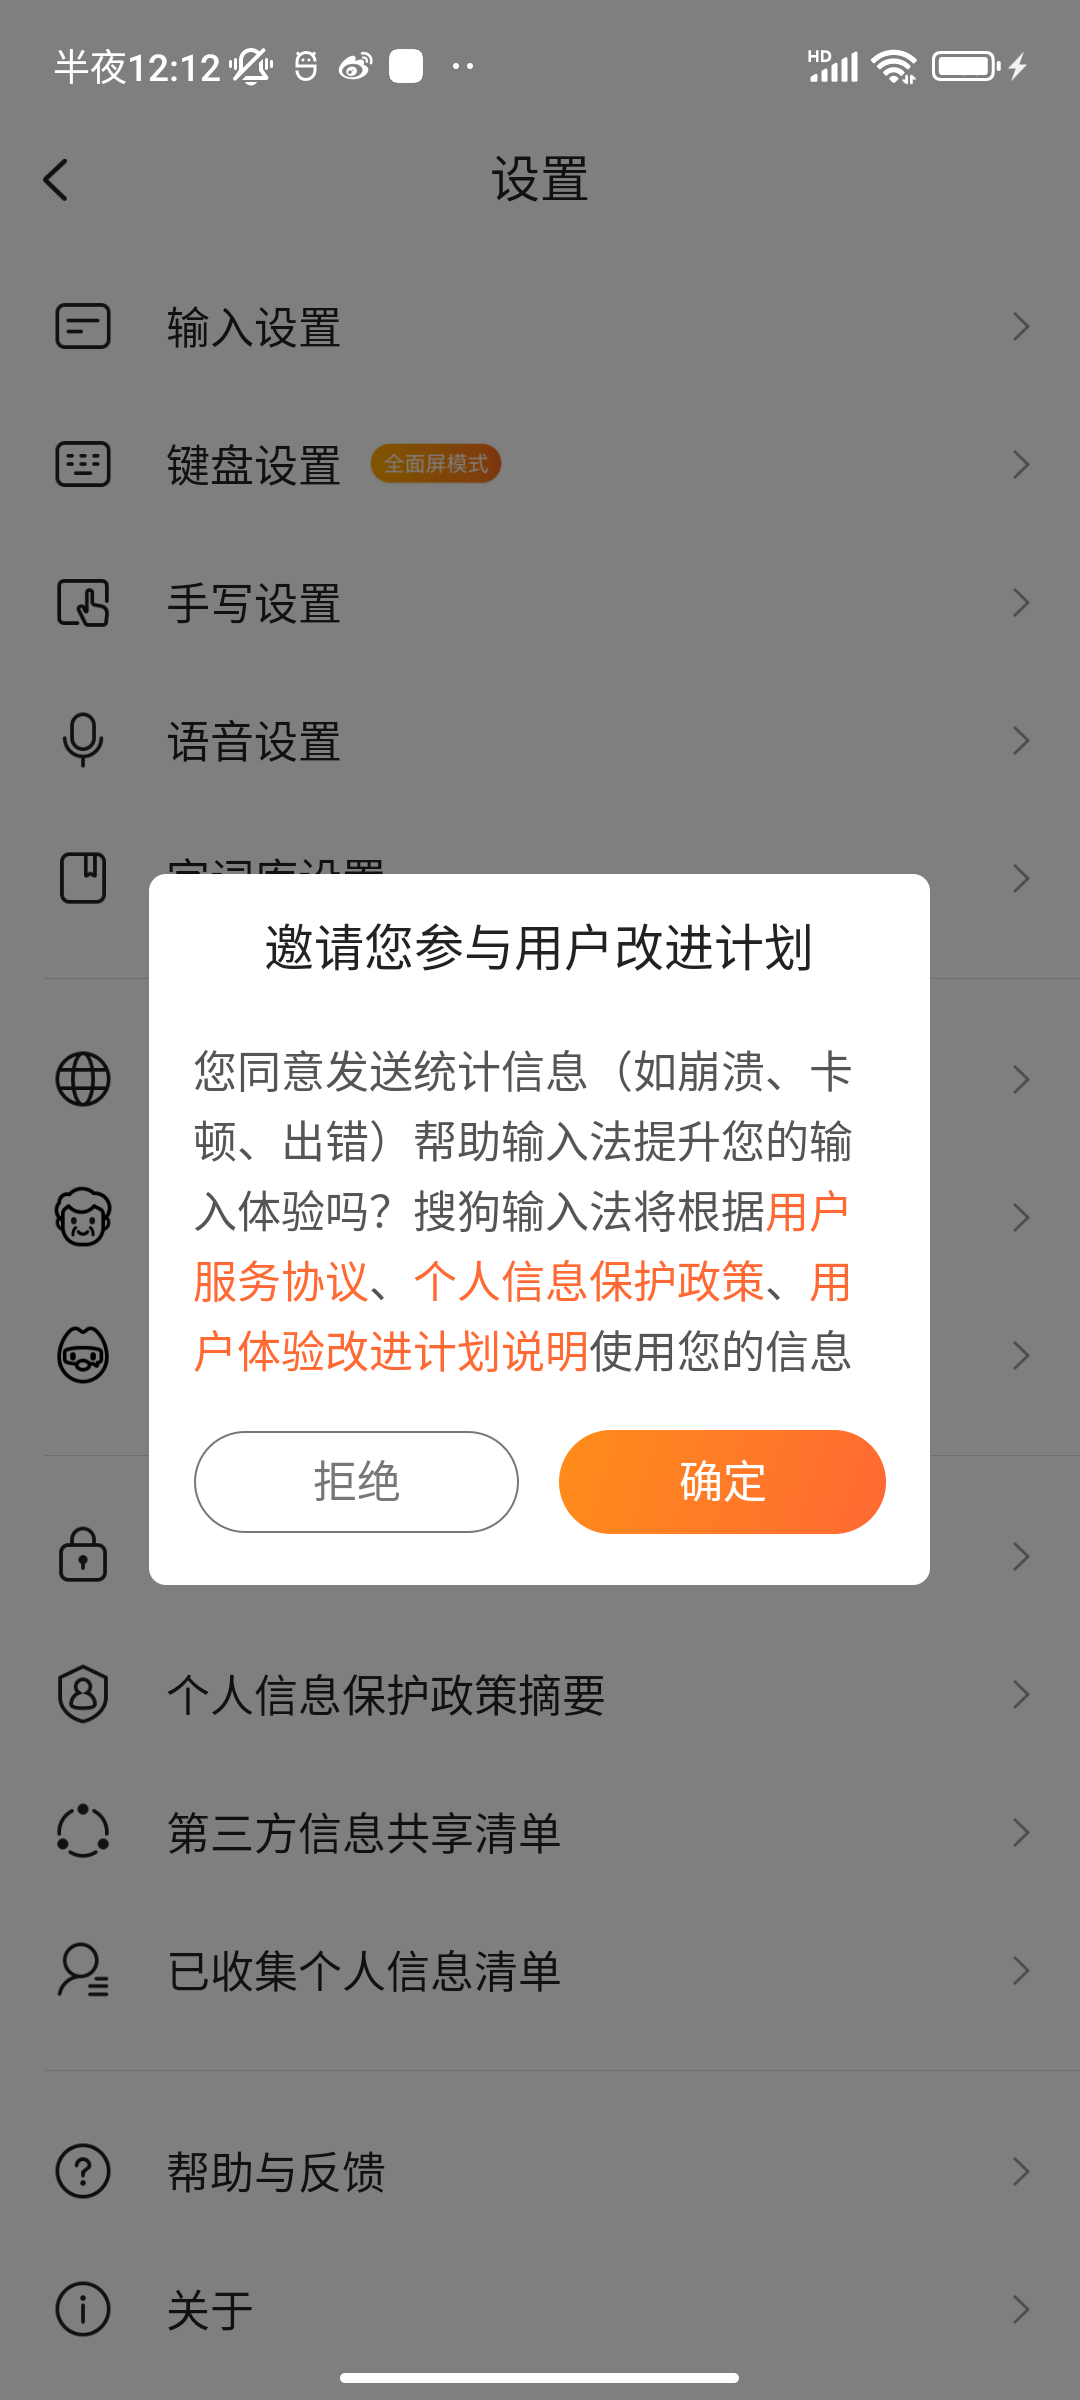 半夜12:12
HD
设置
输入设置
键盘设置 全面屏模式
手写设置
语音设置
邀请您参与用户改进计划
您同意发送统计信息（如崩溃、卡
顿、出错）帮助输入法提升您的输
入体验吗？搜狗输入法将根据用户
服务协议、个人信息保护政策、用
户体验改进计划说明使用您的信息
拒绝
确定
个人信息保护政策摘要
第三方信息共享清单
已收集个人信息清单
帮助与反馈
关于